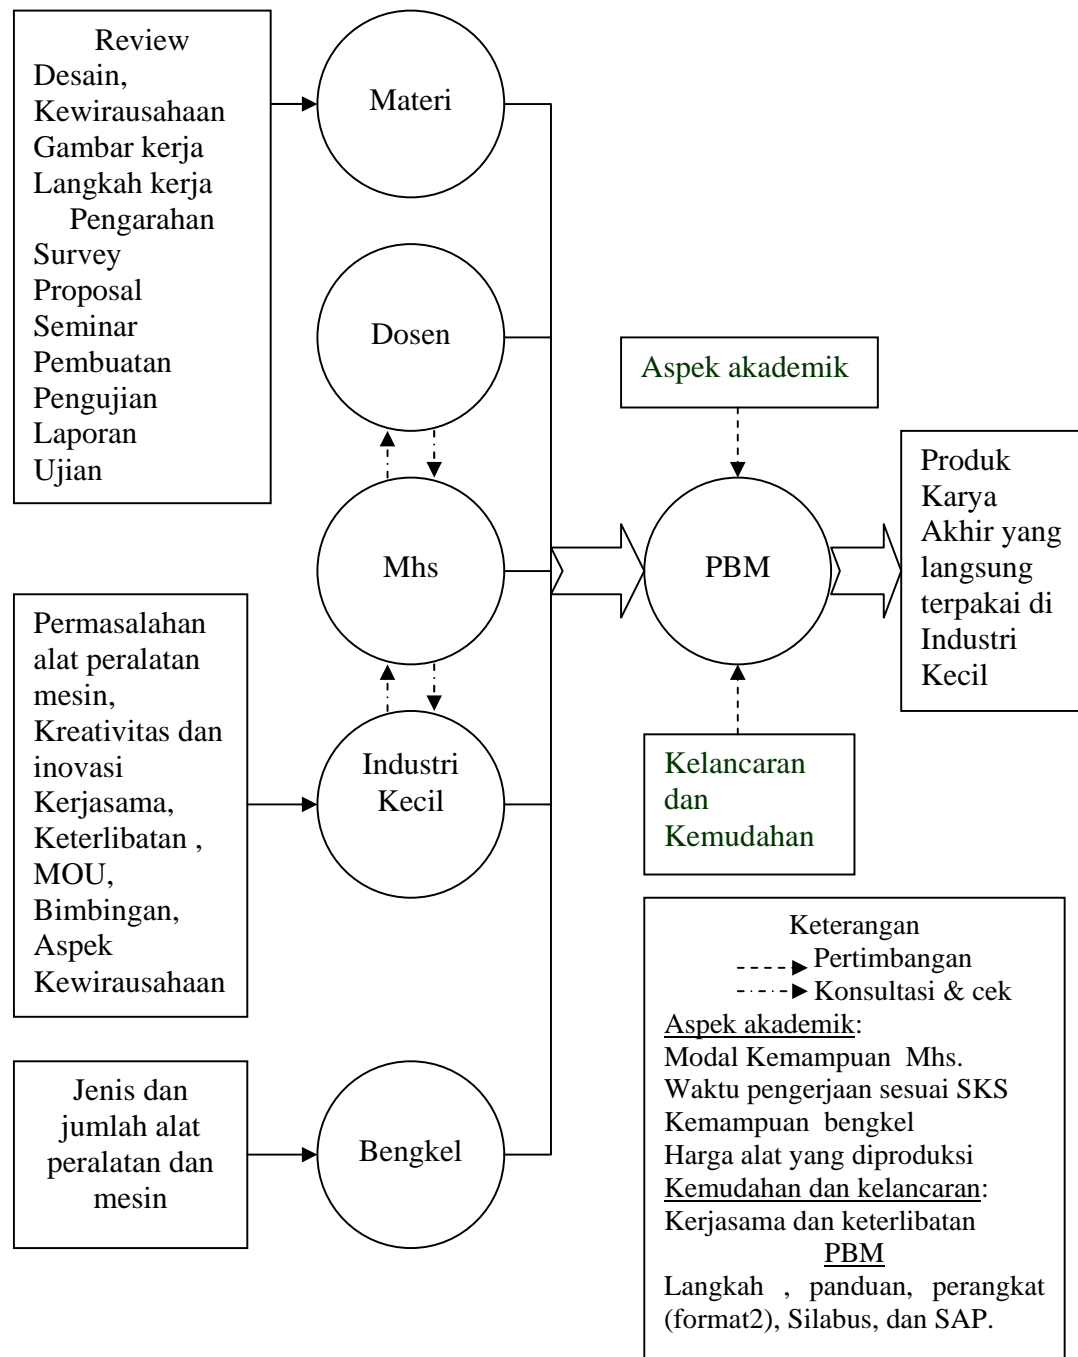 Review
Desain,
Kewirausahaan
Gambar kerja
Langkah kerja
Pengarahan
Survey
Proposal
Seminar
Pembuatan
Pengujian
Laporan
Ujian
Materi
Dosen
Mhs
Permasalahan
alat peralatan
mesin,
Kreativitas dan
inovasi
Kerjasama,
Keterlibatan ,
MOU,
Bimbingan,
Aspek
Kewirausahaan
Industri
Kecil
Jenis dan
jumlah alat
peralatan dan
mesin
Bengkel
Aspek akademik
PBM
Kelancaran
dan
Kemudahan
Produk
Karya
Akhir yang
langsung
terpakai di
Industri
Kecil
Keterangan
Pertimbangan
Konsultasi & cek
Aspek akademik:
Modal Kemampuan Mhs.
Waktu pengerjaan sesuai SKS
Kemampuan bengkel
Harga alat yang diproduksi
Kemudahan dan kelancaran:
Kerjasama dan keterlibatan
PBM
Langkah , panduan, perangkat
(format2), Silabus, dan SAP.